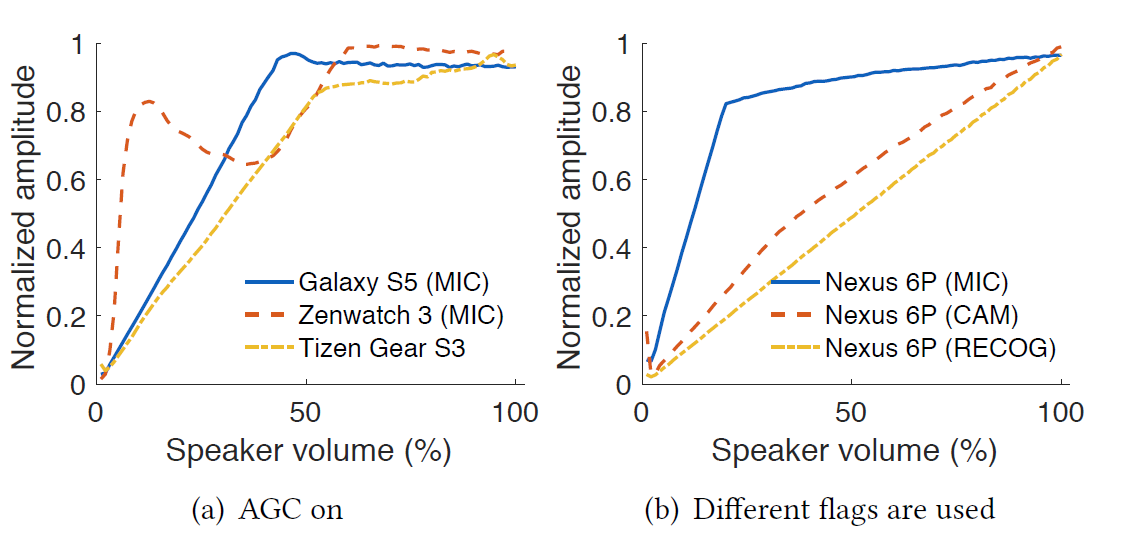 Normalized amplitude
1
0.8
0.6
0.4
0.2
0
0
50
100
Speaker volume (%)
Galaxy S5 (MIC)
Zenwatch 3 (MIC)
Tizen Gear S3
(a) AGC on
Normalized amplitude
1
0.8
0.6
0.4
0.2
0
0
50
100
Speaker volume (%)
Nexus 6P (MIC)
Nexus 6P (CAM)
Nexus 6P (RECOG)
(b) Different flags are used